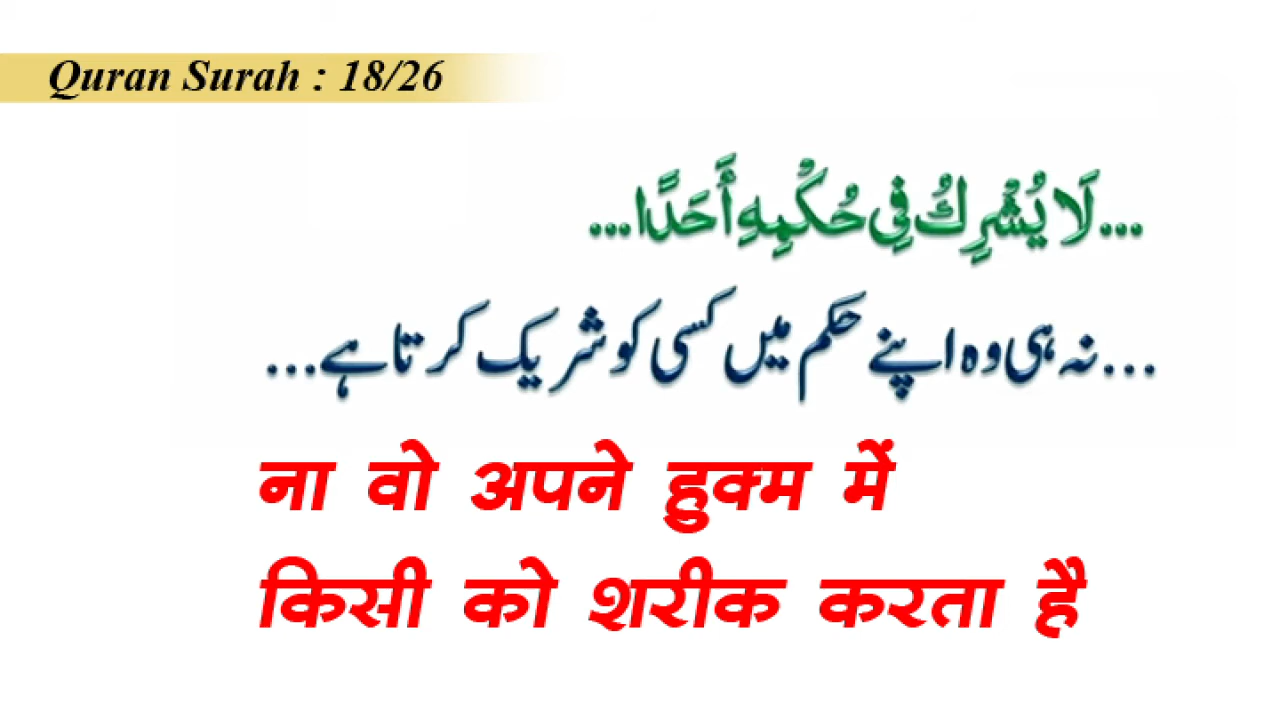 Quran Surah : 18/26
...لَا يُشْرِكُ فِي حُكْمِهِ أَحَدًا...
...نہ ہی وہ اپنے حکم میں کسی کو شریک کرتا ہے...
ना वो अपने हुक्म में
किसी को शरीक करता है